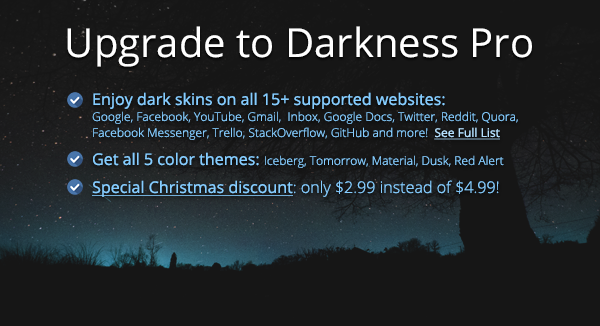 Upgrade to Darkness Pro
Enjoy dark skins on all 15+ supported websites:
Google, Facebook, YouTube, Gmail, Inbox, Google Docs, Twitter, Reddit, Quora,
Facebook Messenger, Trello, StackOverflow, GitHub and more! See Full List
Get all 5 color themes: Iceberg, Tomorrow, Material, Dusk, Red Alert
Special Christmas discount: only $2.99 instead of $4.99!